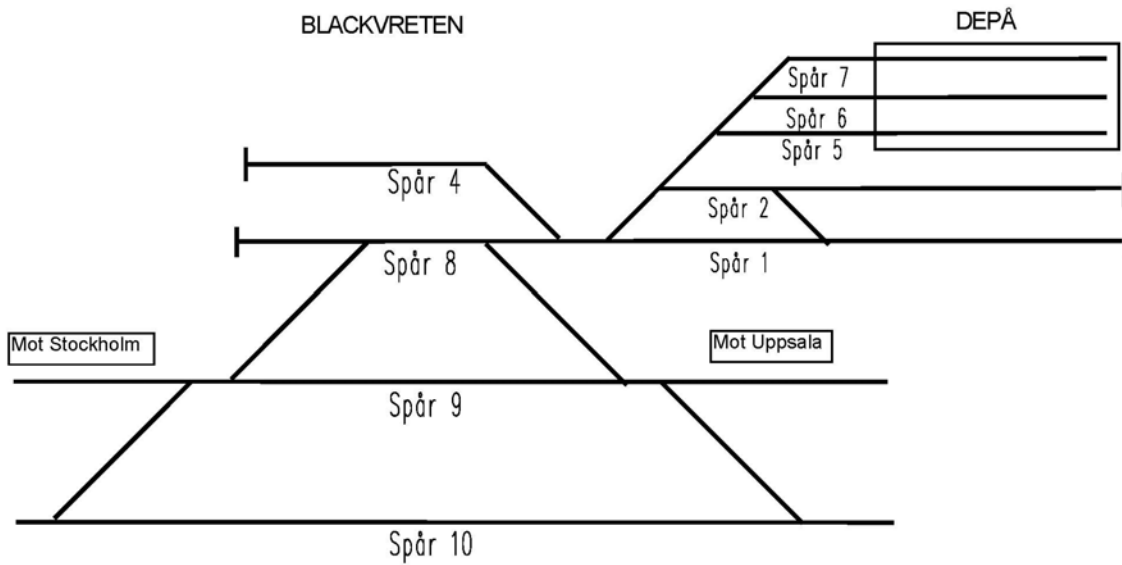 BLACKVRETEN
DEPÅ
Spår 7
Spår 6
Spår 5
Spår 4
Spår 2
Spår 8
Spår 1
Mot Stockholm
Mot Uppsala
Spår 9
Spår 10